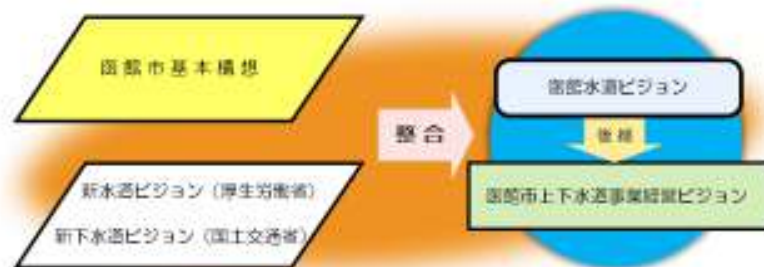 函館市基本構想
新水道ビジョン（厚生労働省）
新下水道ビジョン（国土交通省）
整合
函館水道ビジョン
後継
函館市上下水道事業経営ビジョン